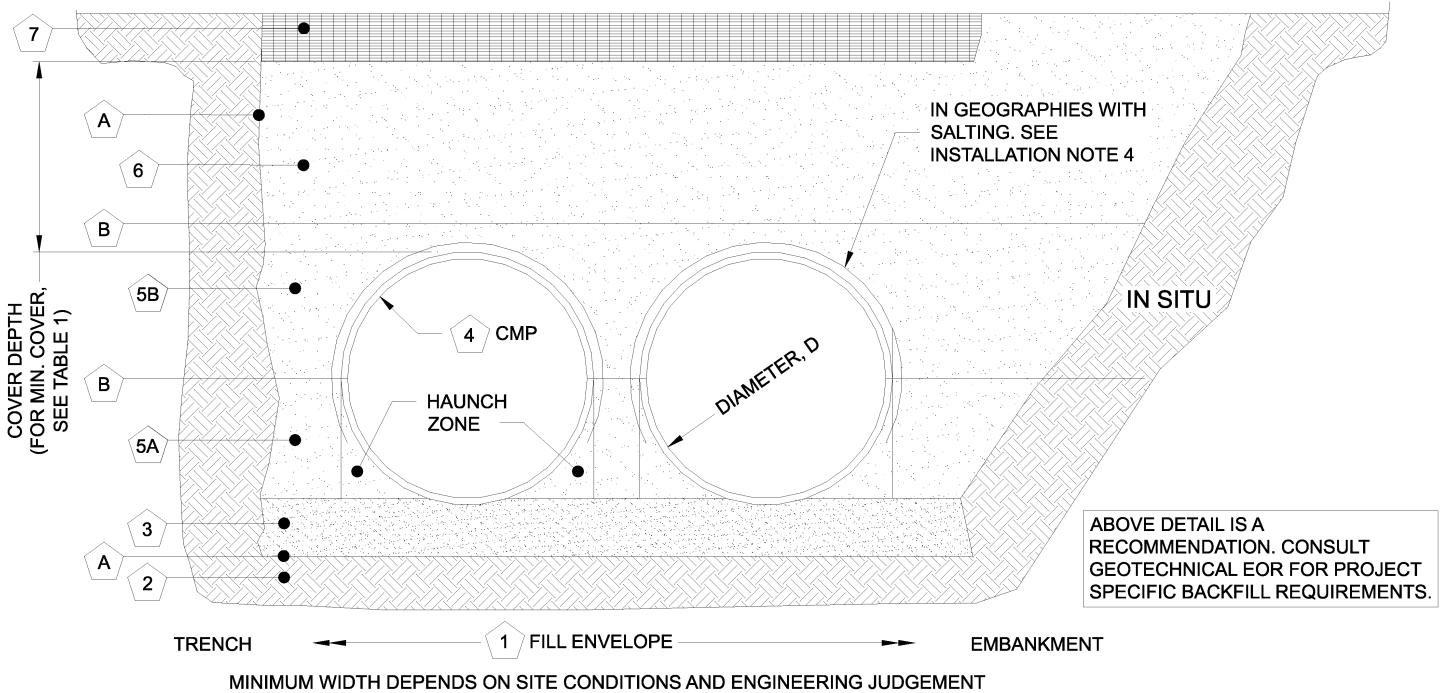 7
A
6
B
5B
B
5A
3
A
2
COVER DEPTH
(FOR MIN. COVER,
SEE TABLE 1)
IN GEOGRAPHIES WITH
SALTING. SEE
INSTALLATION NOTE 4
4 CMP
DIAMETER, D
HAUNCH
ZONE
IN SITU
ABOVE DETAIL IS A
RECOMMENDATION. CONSULT
GEOTECHNICAL EOR FOR PROJECT
SPECIFIC BACKFILL REQUIREMENTS.
TRENCH
1 FILL ENVELOPE
EMBANKMENT
MINIMUM WIDTH DEPENDS ON SITE CONDITIONS AND ENGINEERING JUDGEMENT